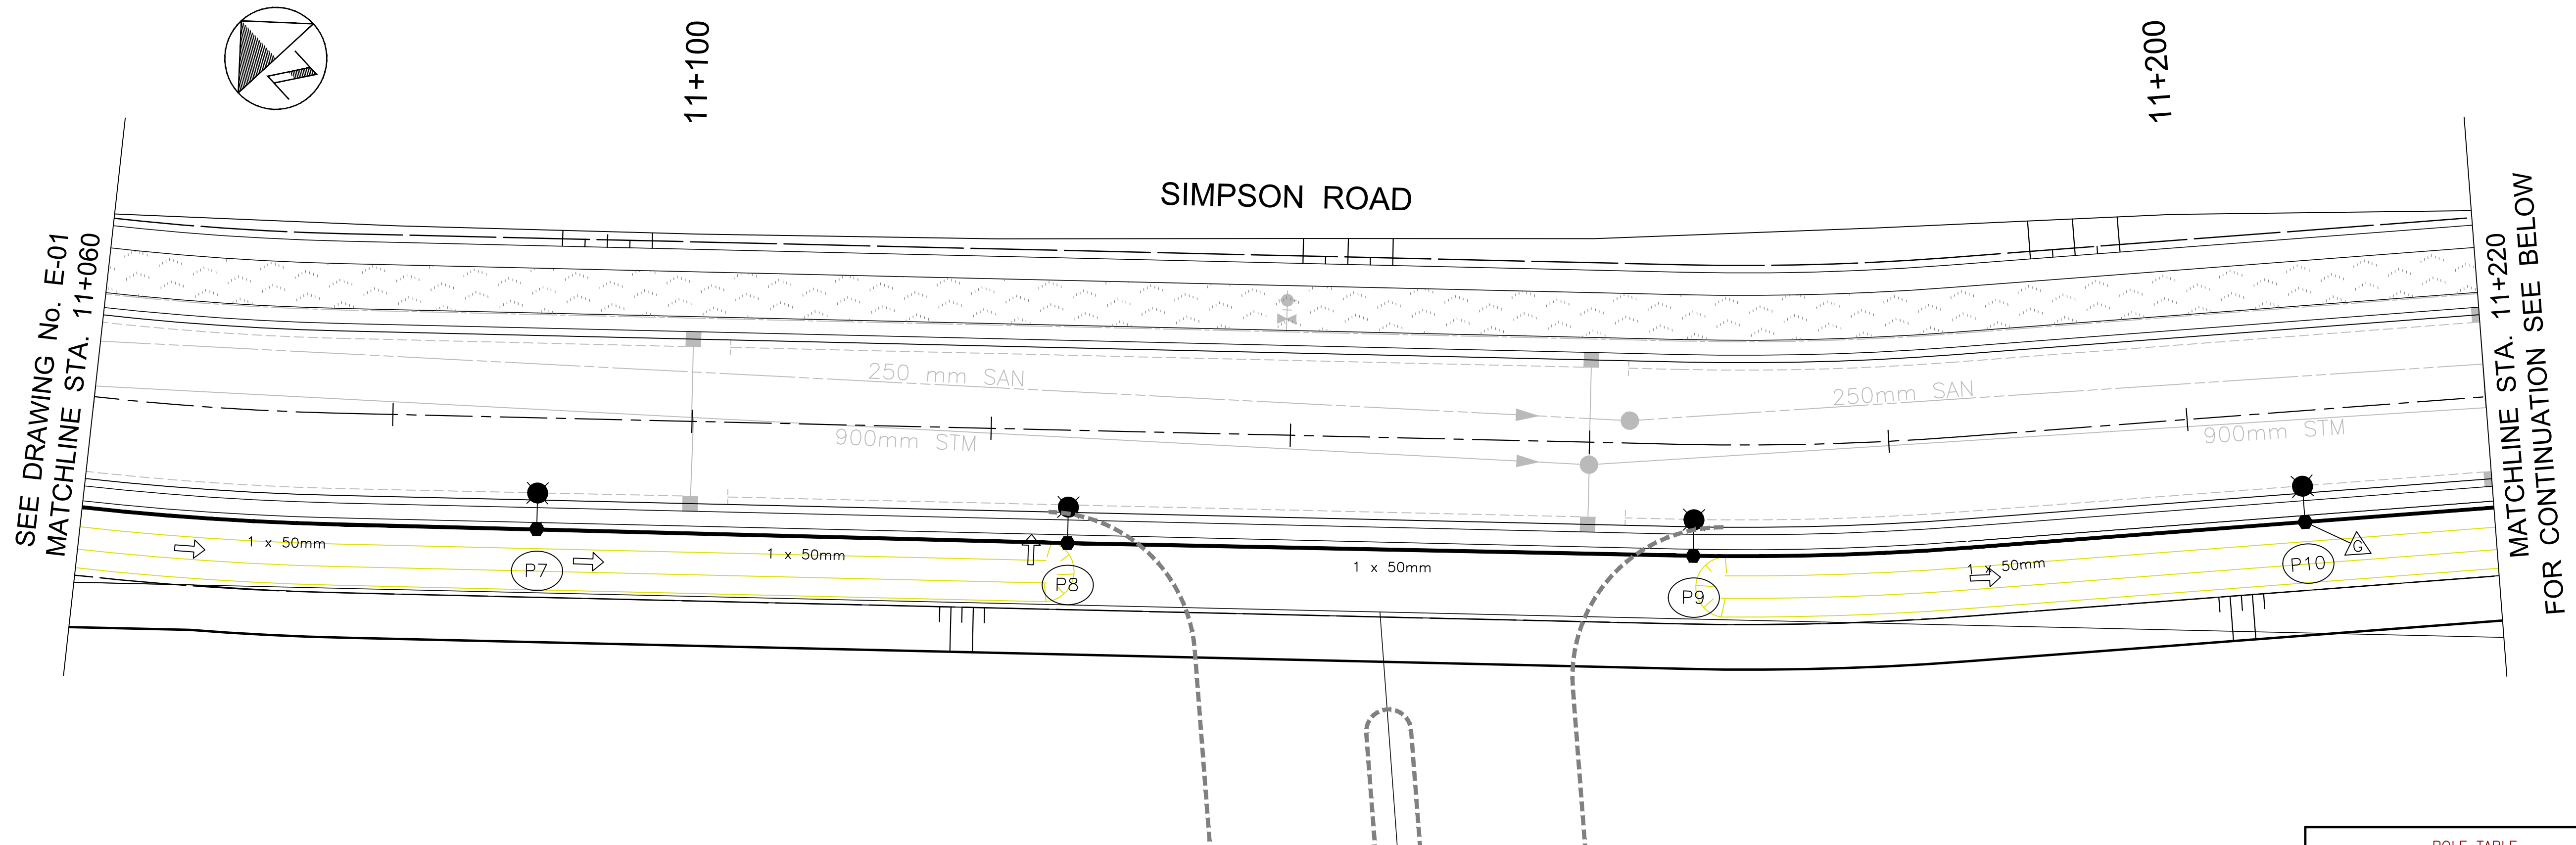 11+100
11+200
SIMPSON ROAD
SEE DRAWING No. E-01
MATCHLINE STA. 11+060
MATCHLINE STA. 11+220
FOR CONTINUATION SEE BELOW
250 mm SAN
250mm SAN
900mm STM
900mm STM
1 x 50mm
1 x 50mm
1 x 50mm
1 x 50mm
P7
P8
P9
P10
G
POLE TABLE